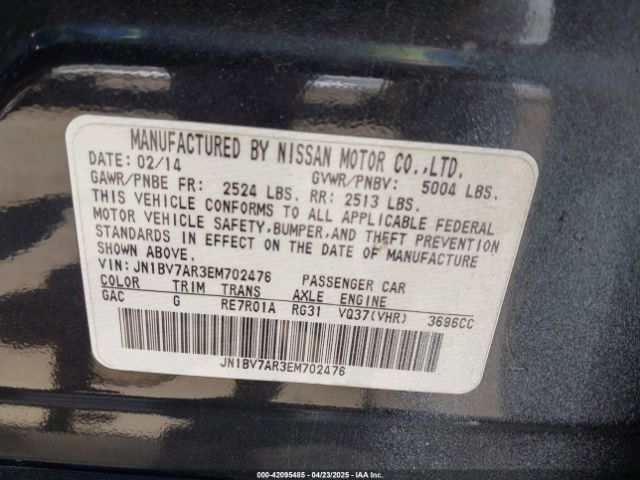 MANUFACTURED BY NISSAN MOTOR CO.,LTD.
DATE: 02/14 GVWR/PNBV: 5004 LBS.
GAWR/PNBE FR: 2524 LBS. RR: 2513 LBS.
THIS VEHICLE CONFORMS TO ALL APPLICABLE FEDERAL
MOTOR VEHICLE SAFETY,BUMPER,AND THEFT PREVENTION
STANDARDS IN EFFECT ON THE DATE OF MANUFACTURE
SHOWN ABOVE.
VIN: JN1BV7AR3EM702476 PASSENGER CAR
COLOR TRIM TRANS AXLE ENGINE
GAC G RE7R01A RG31 VQ37(VHR) 3696CC
JN1BV7AR3EM702476
000-42095485 - 04/23/2025 - IAA Inc.